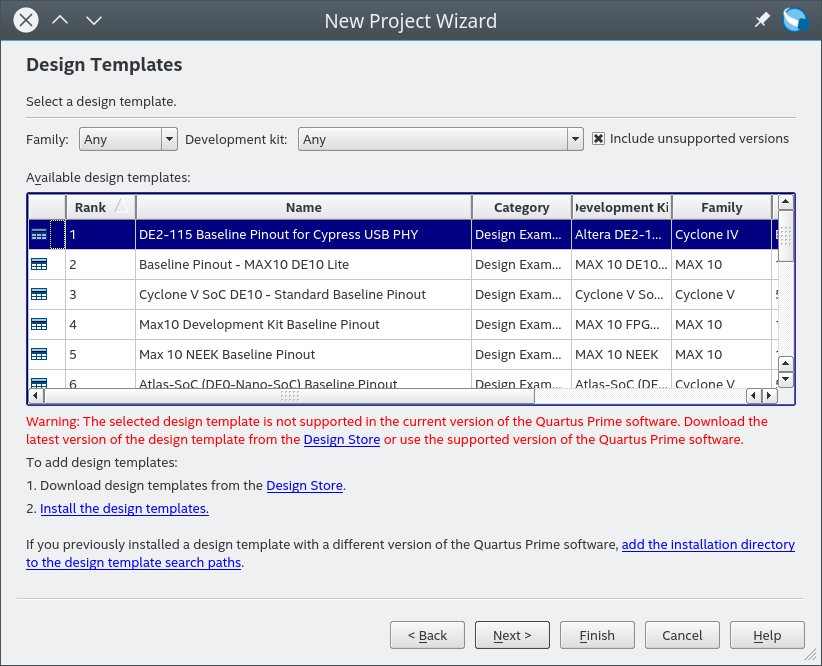 New Project Wizard
Design Templates
Select a design template.
Family: Any Development kit: Any Include unsupported versions
Available design templates:
Rank Name Category Family
1 DE2-115 Baseline Pinout for Cypress USB PHY Design Exam... Altera DE2-1... Cyclone IV
2 Baseline Pinout - MAX10 DE10 Lite Design Exam... MAX 10 DE10... MAX 10
3 Cyclone V SoC DE10 - Standard Baseline Pinout Design Exam... Cyclone V So... Cyclone V
4 Max10 Development Kit Baseline Pinout Design Exam... MAX 10 FPG... MAX 10
5 Max 10 NEEK Baseline Pinout Design Exam... MAX 10 NEEK MAX 10
6 Atlas-SoC (DE0-Nano-SoC) Baseline Pinout Design Exam... Atlas-SoC (DE... Cyclone V
Warning: The selected design template is not supported in the current version of the Quartus Prime software. Download the
latest version of the design template from the Design Store or use the supported version of the Quartus Prime software.
To add design templates:
1. Download design templates from the Design Store.
2. Install the design templates.
If you previously installed a design template with a different version of the Quartus Prime software, add the installation directory
to the design template search paths.
< Back Next > Finish Cancel Help